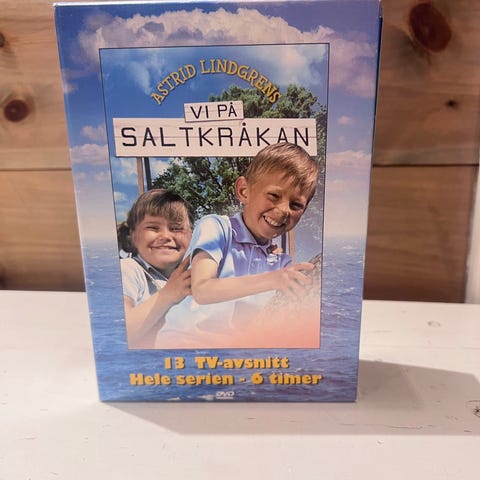 ASTRID LINDGRENS
VI PÅ
SALTKRÅKAN
13 TV-avsnitt
Hele serien - 6 timer
DVD